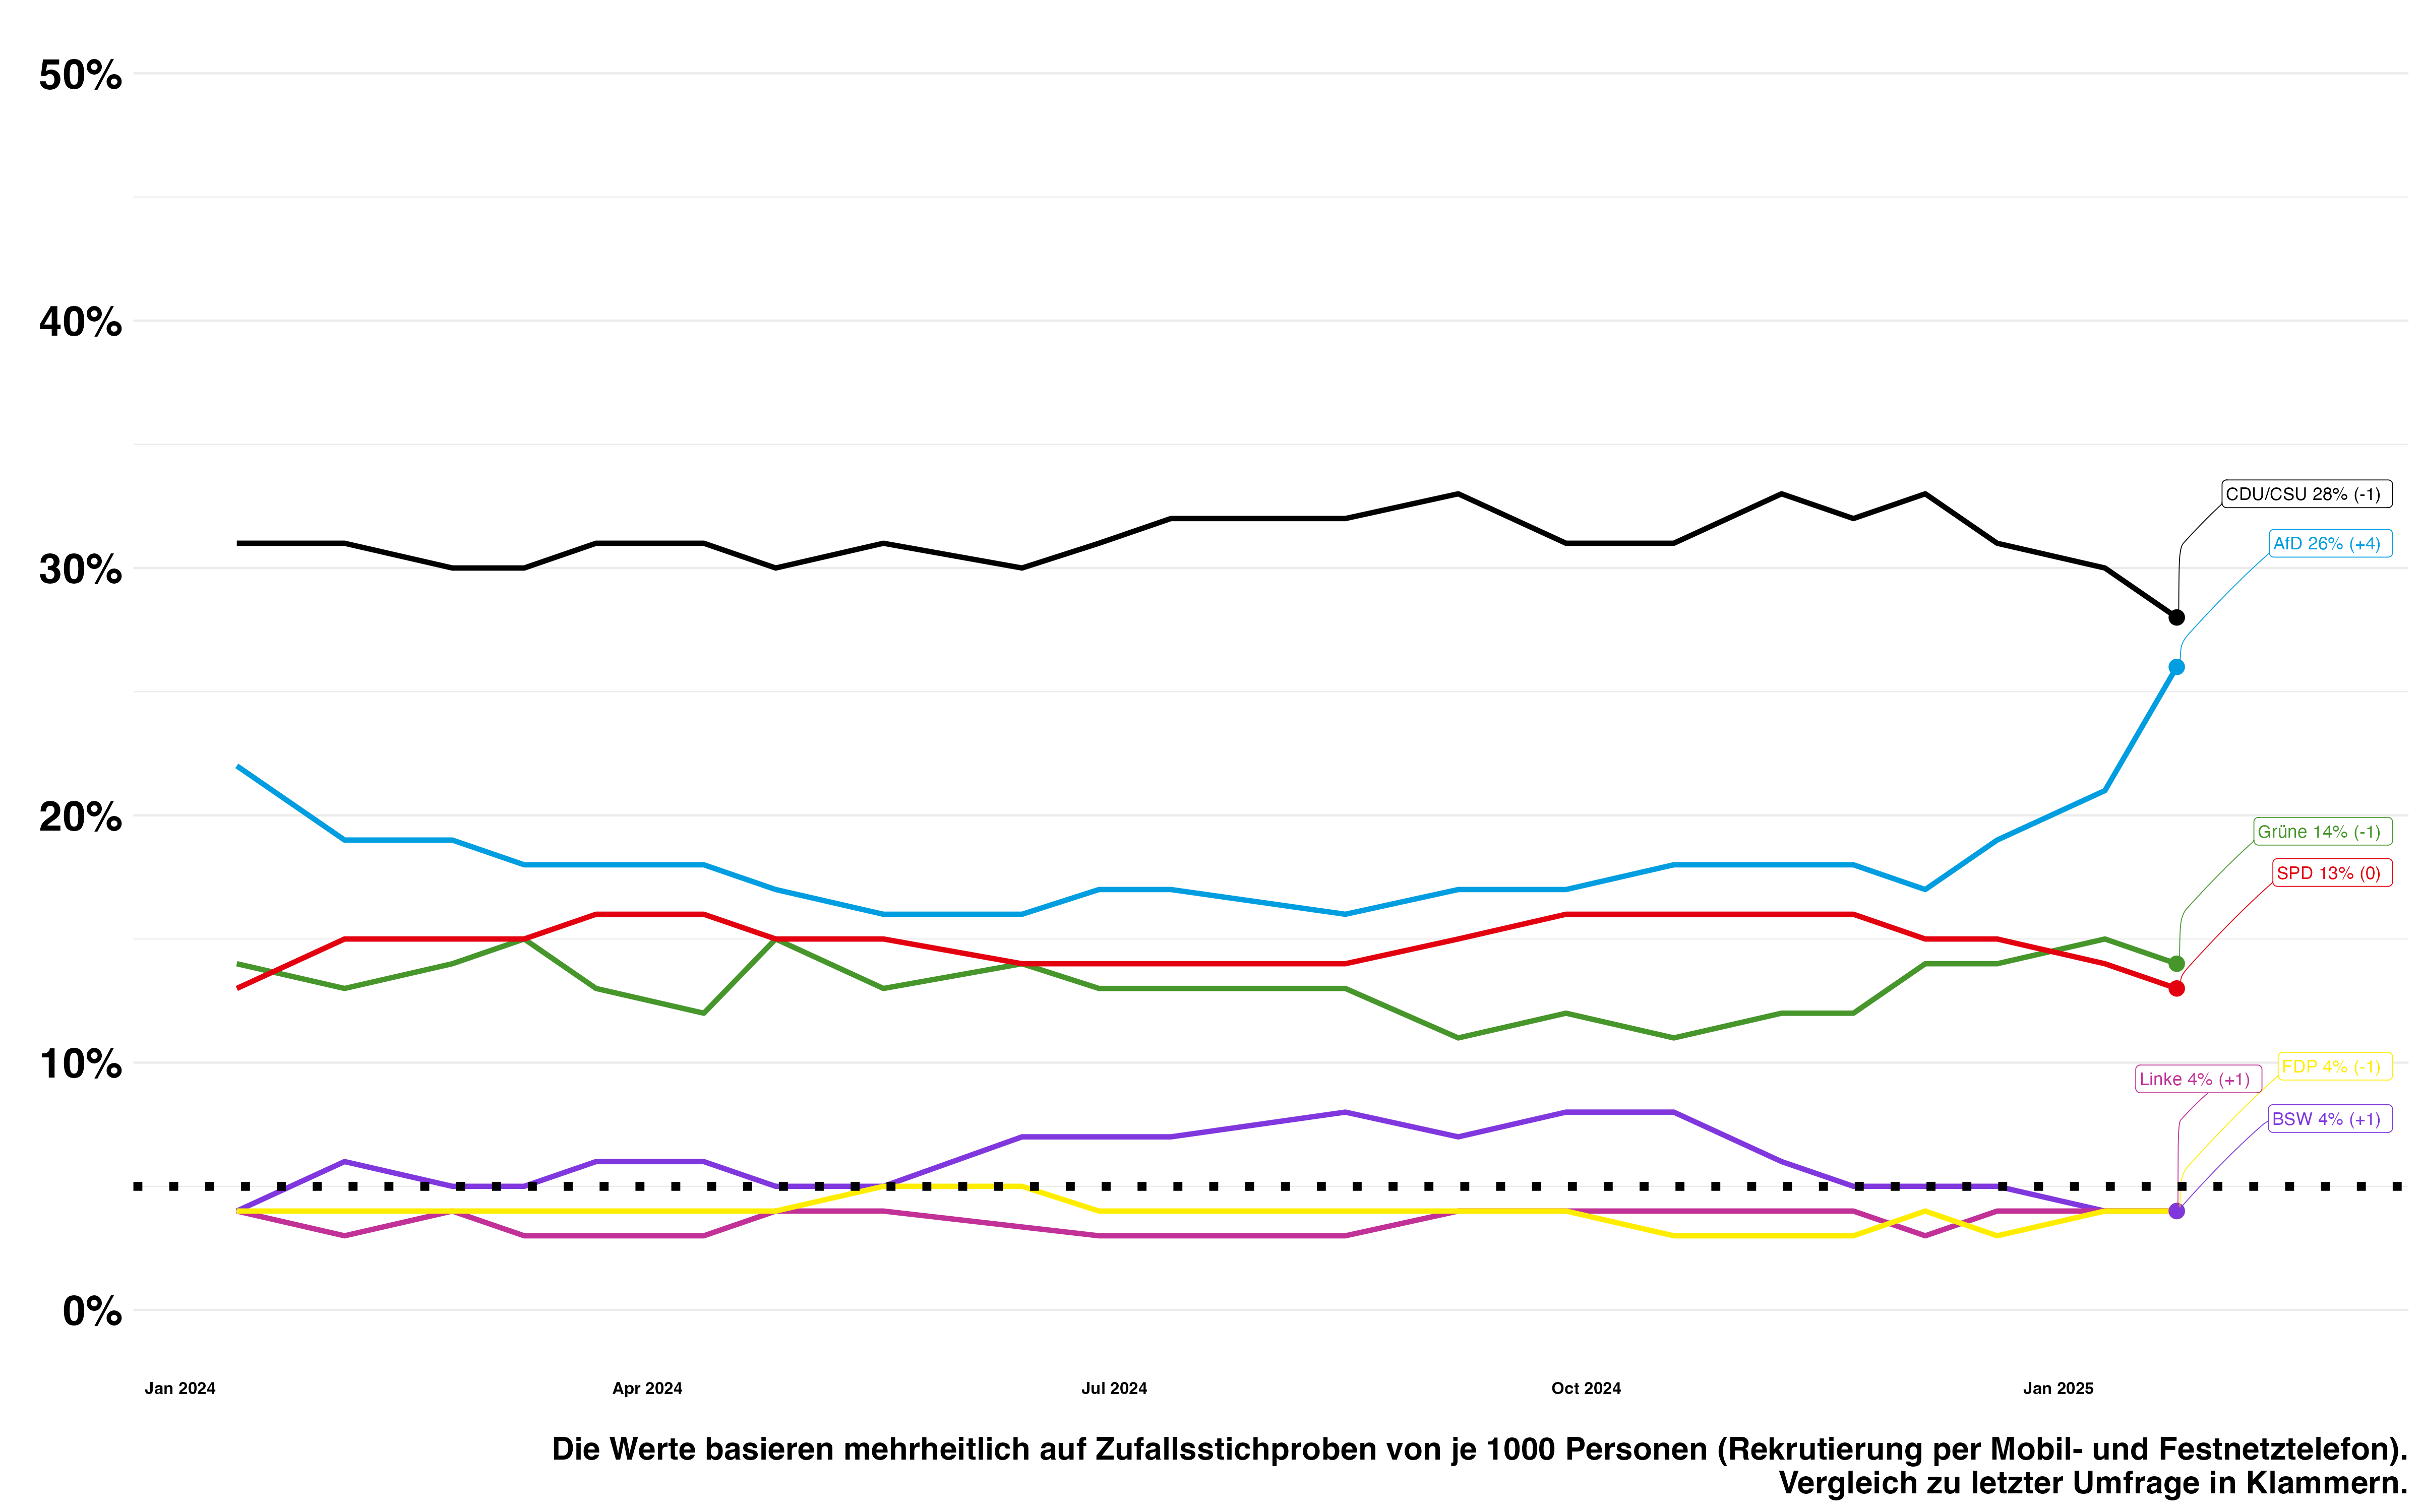 50%
40%
30%
20%
10%
0%
CDU/CSU 28% (-1)
AfD 26% (+4)
Grüne 14% (-1)
SPD 13% (0)
FDP 4% (-1)
Linke 4% (+1)
BSW 4% (+1)
Jan 2024
Apr 2024
Jul 2024
Oct 2024
Jan 2025
Die Werte basieren mehrheitlich auf Zufallsstichproben von je 1000 Personen (Rekrutierung per Mobil- und Festnetztelefon).
Vergleich zu letzter Umfrage in Klammern.